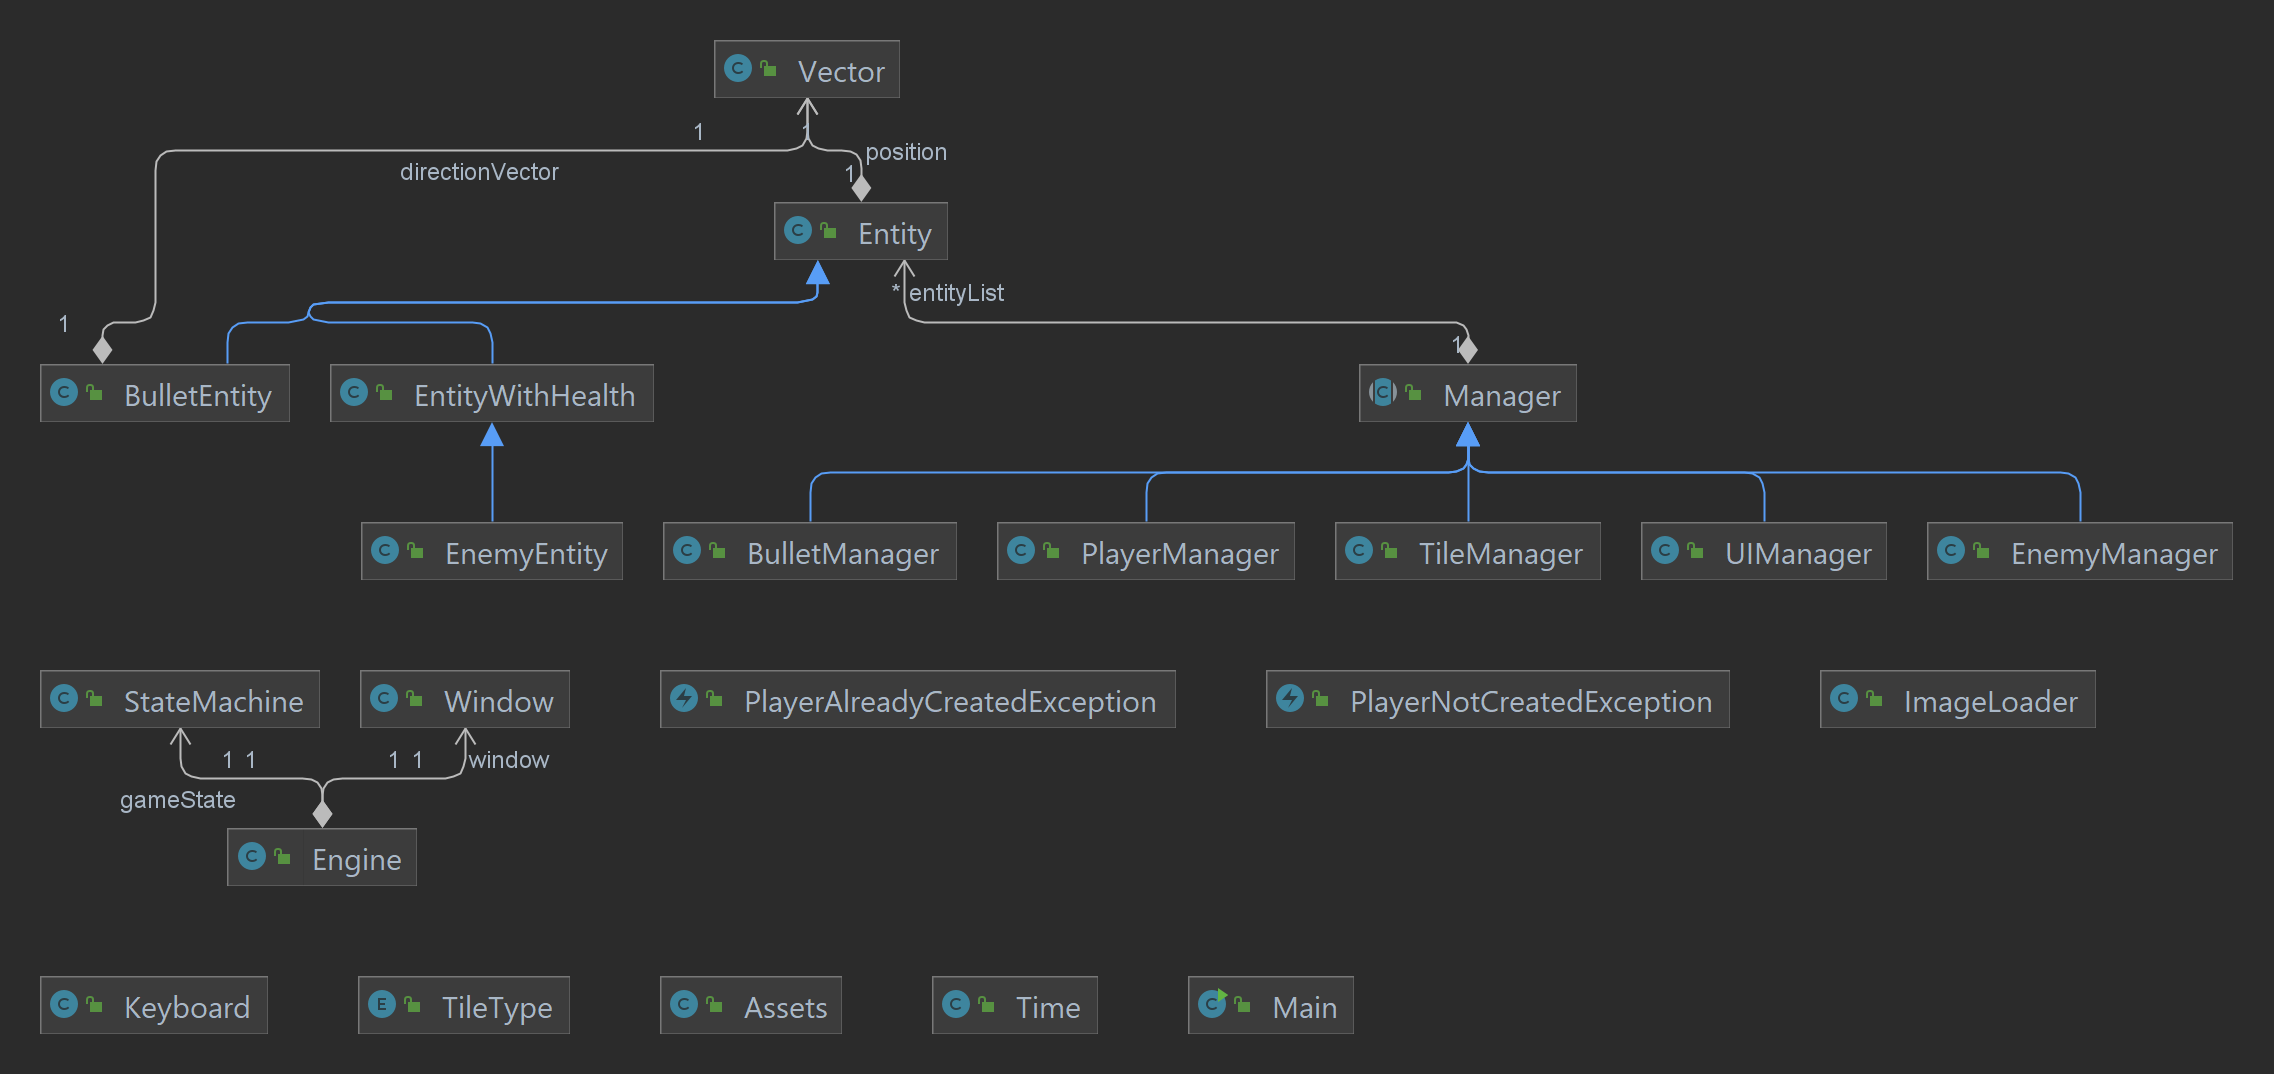 Vector
1
1
position
directionVector
1
Entity
1
* entityList
1
BulletEntity
EntityWithHealth
Manager
EnemyEntity
BulletManager
PlayerManager
TileManager
UIManager
EnemyManager
StateMachine
Window
PlayerAlreadyCreatedException
PlayerNotCreatedException
ImageLoader
1 1
1 1
window
gameState
Engine
Keyboard
TileType
Assets
Time
Main